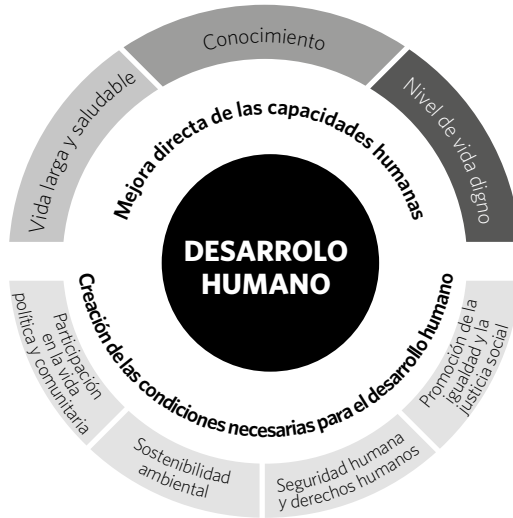 Vida larga y saludable
Conocimiento
Nivel de vida digno
Mejora directa de las capacidades humanas
DESARROLO
HUMANO
Creación de las condiciones necesarias para el desarrollo humano
Participación
en la vida
política y comunitaria
Sostenibilidad
ambiental
Seguridad humana
y derechos humanos
Promoción de la
igualdad y la
justicia social